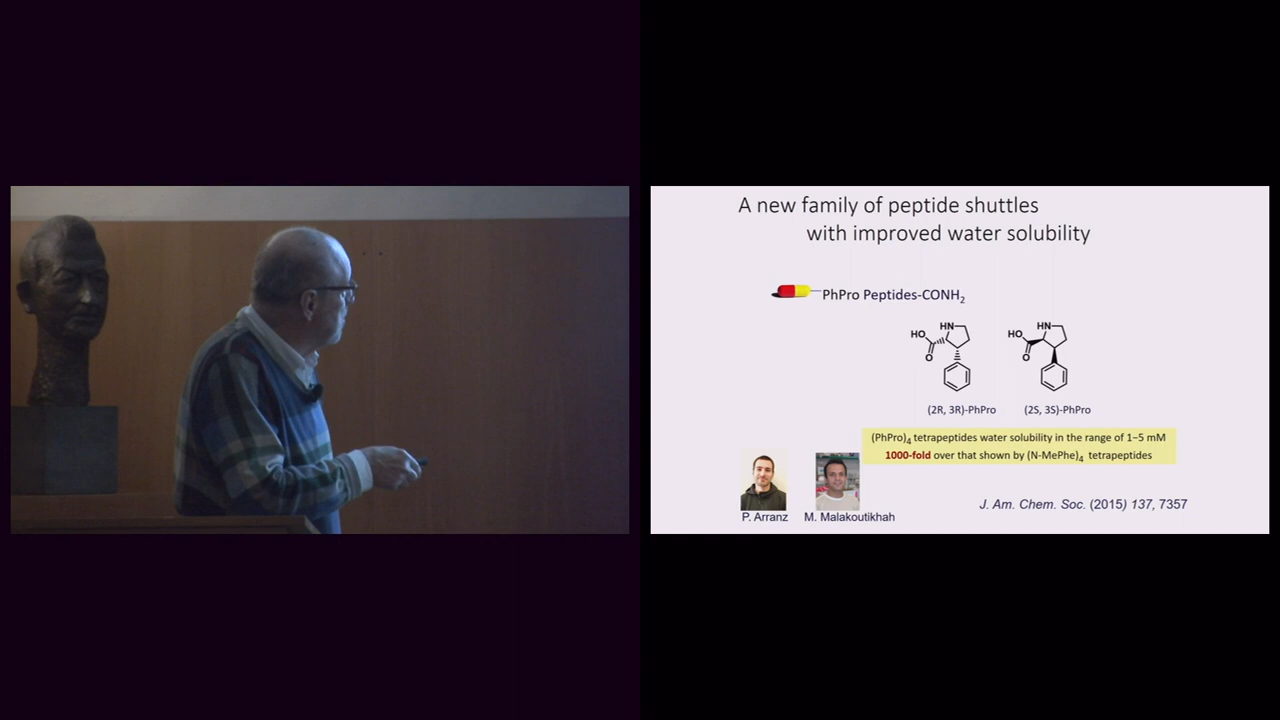 A new family of peptide shuttles
with improved water solubility
PhPro Peptides-CONH₂
HN
HO
O
HN
HO
O
(2R, 3R)-PhPro
(2S, 3S)-PhPro
(PhPro)₄ tetrapeptides water solubility in the range of 1–5 mM
1000-fold over that shown by (N-MePhe)₄ tetrapeptides
J. Am. Chem. Soc. (2015) 137, 7357
P. Arranz
M. Malakoutikhah